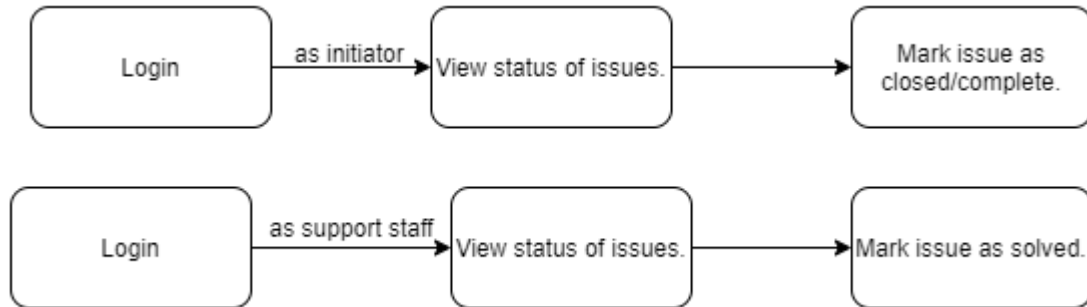 Login
as initiator
View status of issues.
Mark issue as
closed/complete.
Login
as support staff
View status of issues.
Mark issue as solved.